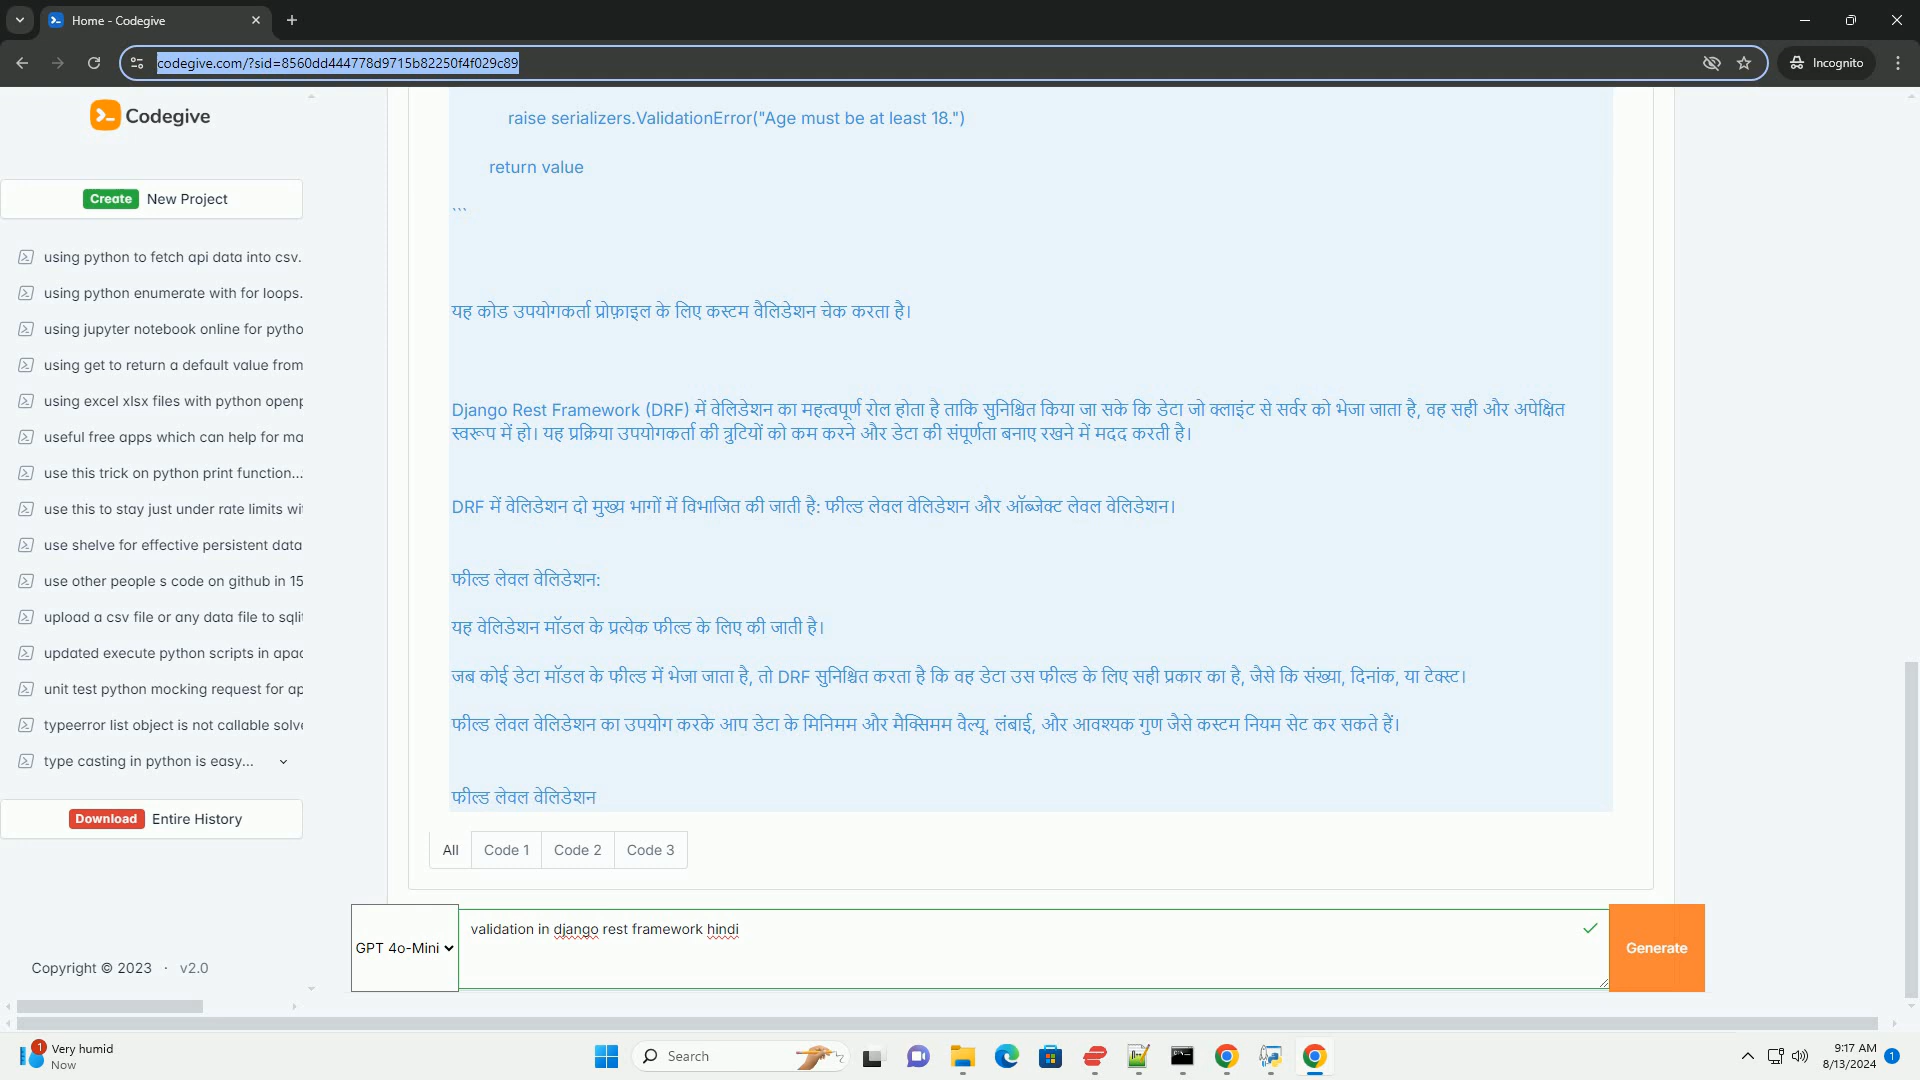 Home - Codegive
codegive.com/?sid=8560dd444778d9715b82250f4f029c89
Incognito
Codegive
Create New Project
using python to fetch api data into csv.
using python enumerate with for loops.
using jupyter notebook online for pytho
using get to return a default value from
using excel xlsx files with python openp
useful free apps which can help for ma
use this trick on python print function...
use this to stay just under rate limits wi
use shelve for effective persistent data
use other people s code on github in 15
upload a csv file or any data file to sqli
updated execute python scripts in apac
unit test python mocking request for ap
typeerror list object is not callable solve
type casting in python is easy...
Download Entire History
Copyright © 2023 · v2.0
raise serializers.ValidationError("Age must be at least 18.")
return value
```
यह कोड उपयोगकर्ता प्रोफ़ाइल के लिए कस्टम वैलिडेशन चेक करता है।
Django Rest Framework (DRF) में वेलिडेशन का महत्वपूर्ण रोल होता है ताकि सुनिश्चित किया जा सके कि डेटा जो क्लाइंट से सर्वर को भेजा जाता है, वह सही और अपेक्षित
स्वरूप में हो। यह प्रक्रिया उपयोगकर्ता की त्रुटियों को कम करने और डेटा की संपूर्णता बनाए रखने में मदद करती है।
DRF में वेलिडेशन दो मुख्य भागों में विभाजित की जाती है: फील्ड लेवल वेलिडेशन और ऑब्जेक्ट लेवल वेलिडेशन।
फील्ड लेवल वेलिडेशन:
यह वेलिडेशन मॉडल के प्रत्येक फील्ड के लिए की जाती है।
जब कोई डेटा मॉडल के फील्ड में भेजा जाता है, तो DRF सुनिश्चित करता है कि वह डेटा उस फील्ड के लिए सही प्रकार का है, जैसे कि संख्या, दिनांक, या टेक्स्ट।
फील्ड लेवल वेलिडेशन का उपयोग करके आप डेटा के मिनिमम और मैक्सिमम वैल्यू, लंबाई, और आवश्यक गुण जैसे कस्टम नियम सेट कर सकते हैं।
फील्ड लेवल वेलिडेशन
All Code 1 Code 2 Code 3
GPT 4o-Mini
validation in django rest framework hindi
Generate
1
Very humid
Now
Search
9:17 AM
8/13/2024
1